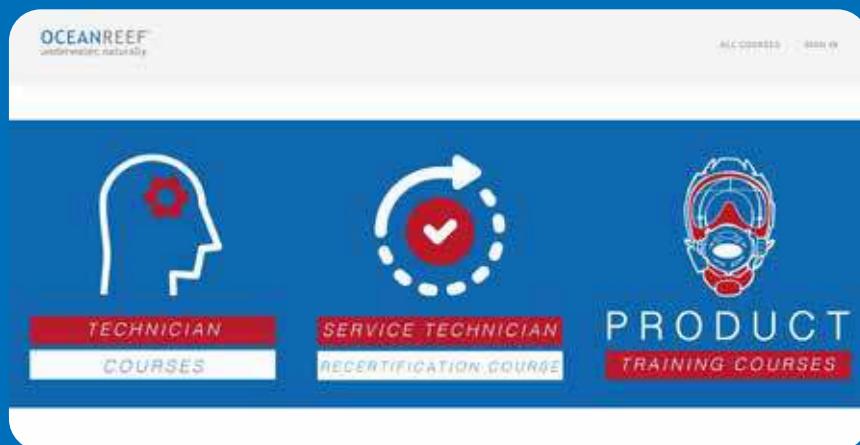 OCEANREEF
underwater, naturally
ALL COURSES SIGN IN
TECHNICIAN
COURSES
SERVICE TECHNICIAN
RECERTIFICATION COURSE
PRODUCT
TRAINING COURSES